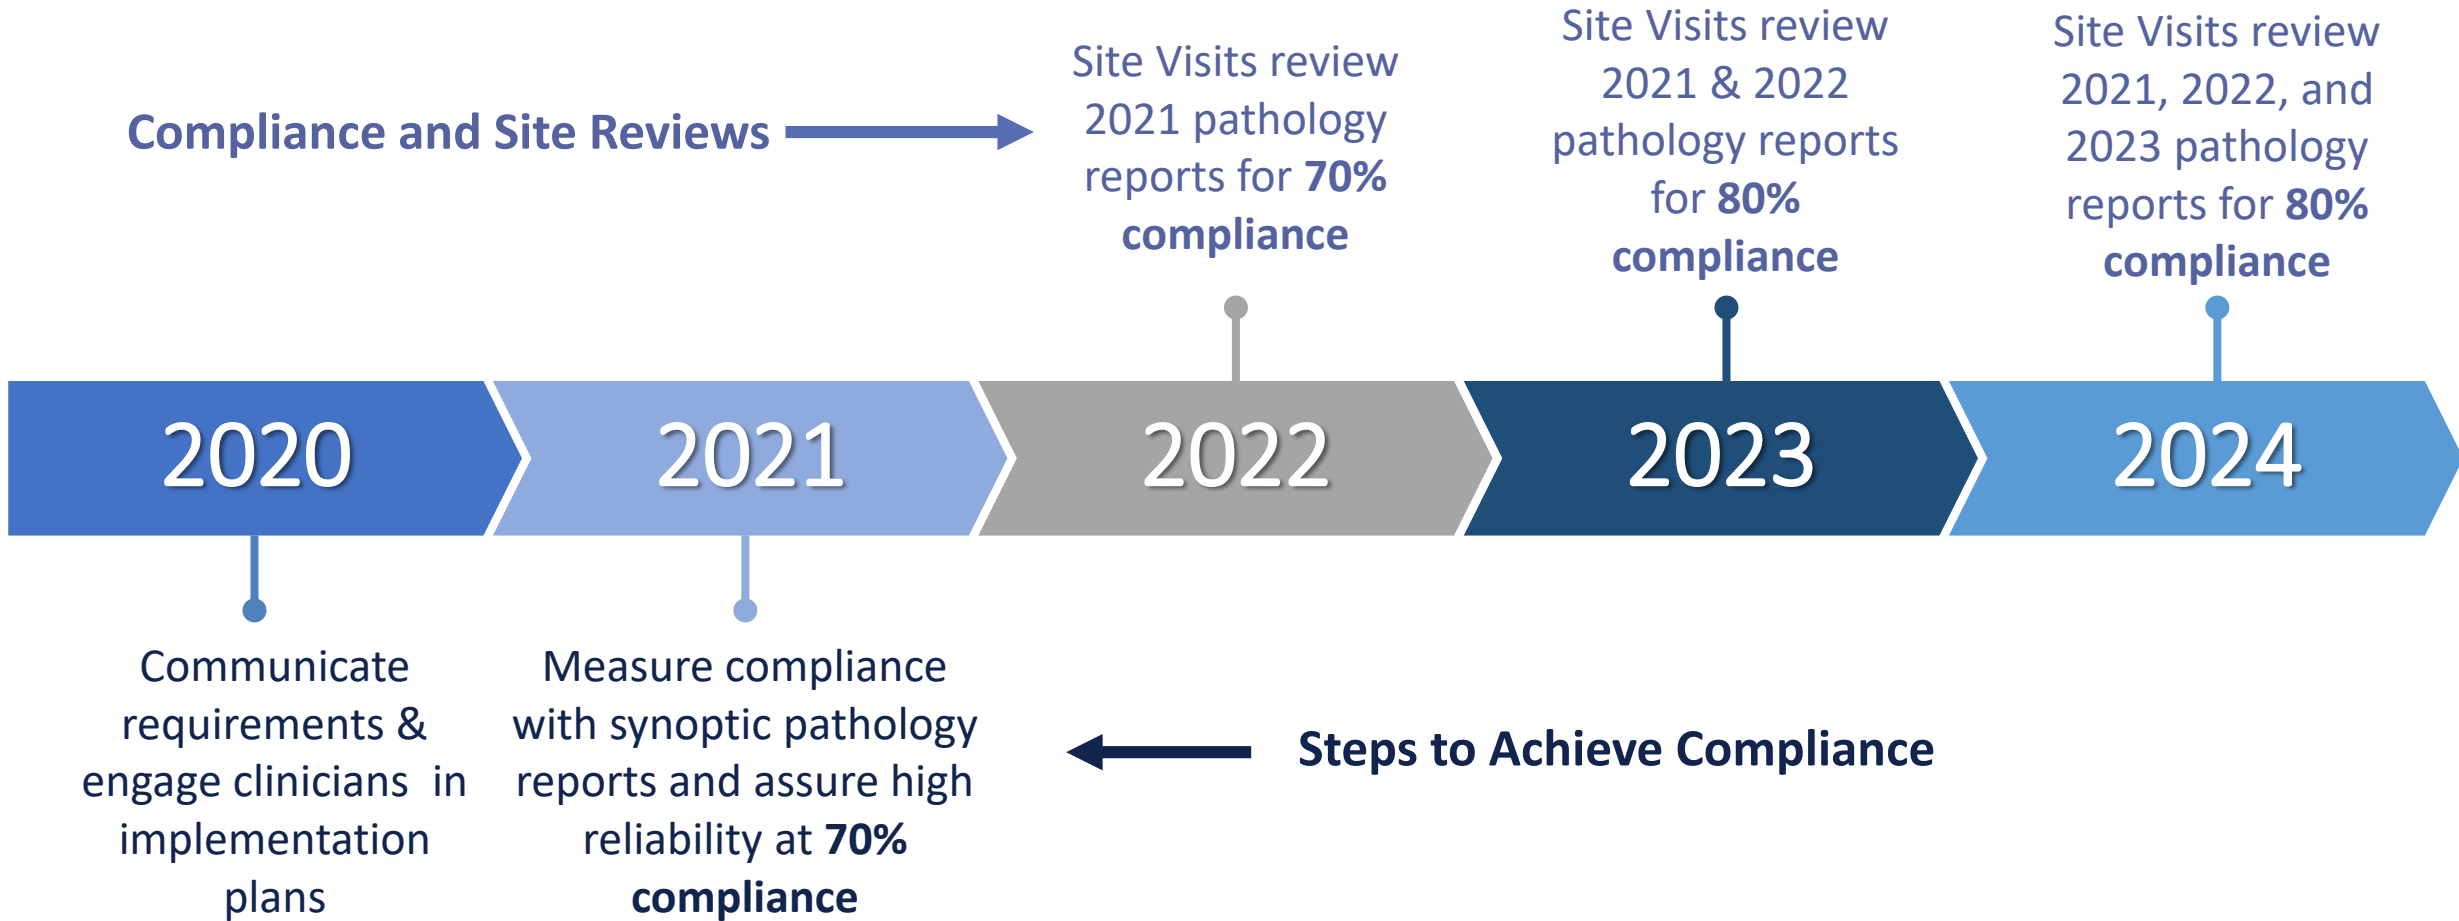 Compliance and Site Reviews
Site Visits review
2021 pathology
reports for 70%
compliance
Site Visits review
2021 & 2022
pathology reports
for 80%
compliance
Site Visits review
2021, 2022, and
2023 pathology
reports for 80%
compliance
2020
2021
2022
2023
2024
Communicate
requirements &
engage clinicians  in
implementation
plans
Measure compliance
with synoptic pathology
reports and assure high
reliability at 70%
compliance
Steps to Achieve Compliance